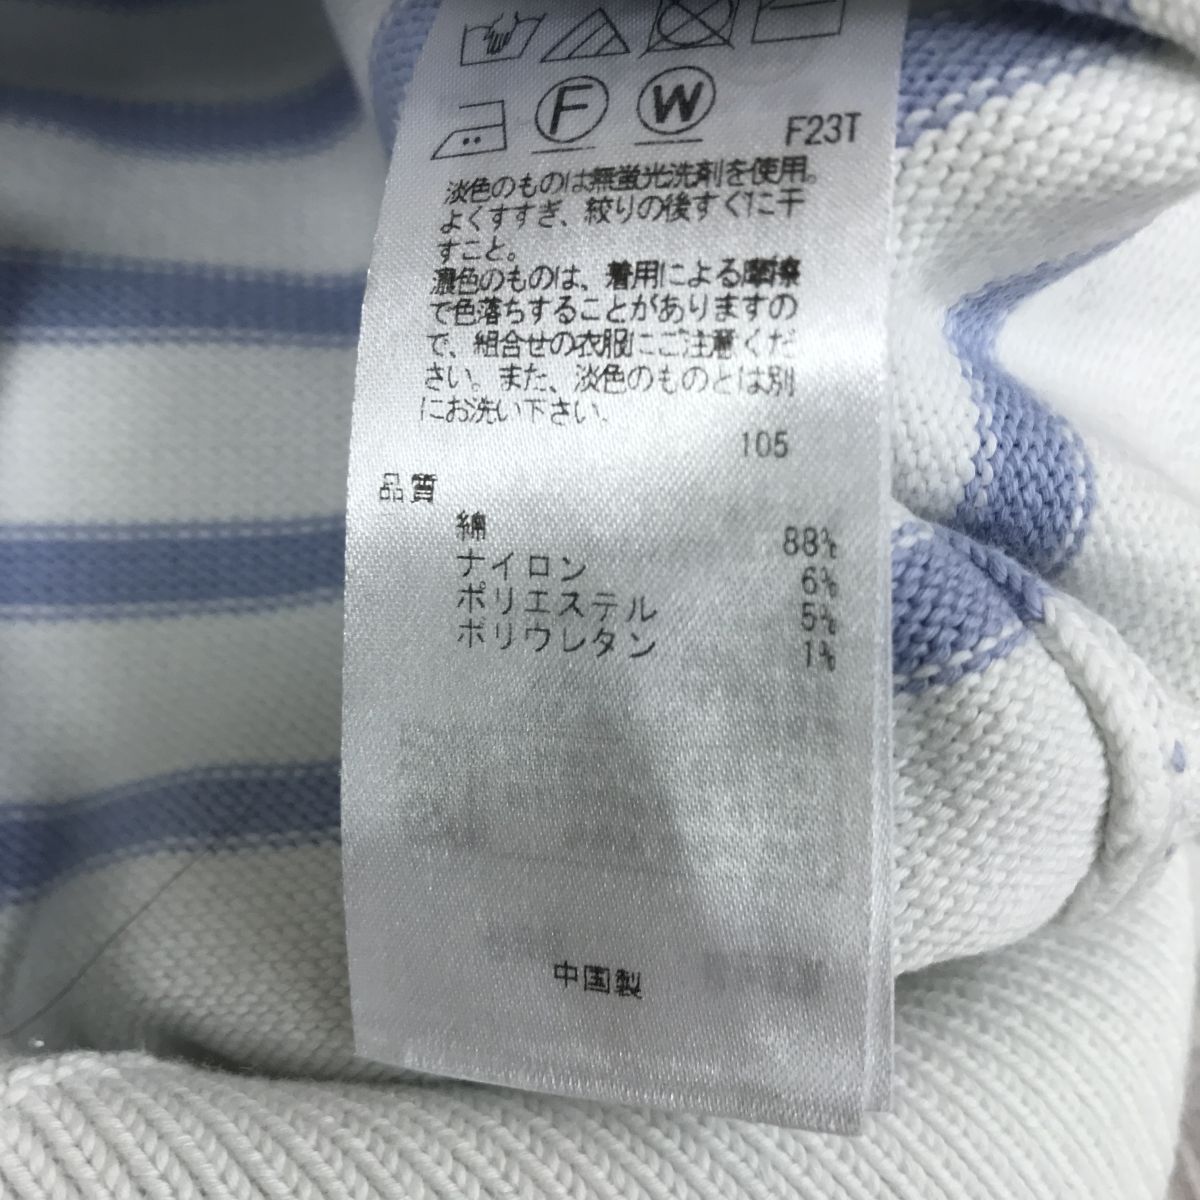 F W F23T
淡色のものは無蛍光洗剤を使用。
よくすすぎ、絞りの後すぐに干
すこと。
濃色のものは、着用による摩擦
で色落ちすることがありますの
で、組合せの衣服にご注意くだ
さい。また、淡色のものとは別
にお洗い下さい。
105
品質
綿 88%
ナイロン 6%
ポリエステル 5%
ポリウレタン 1%
中国製